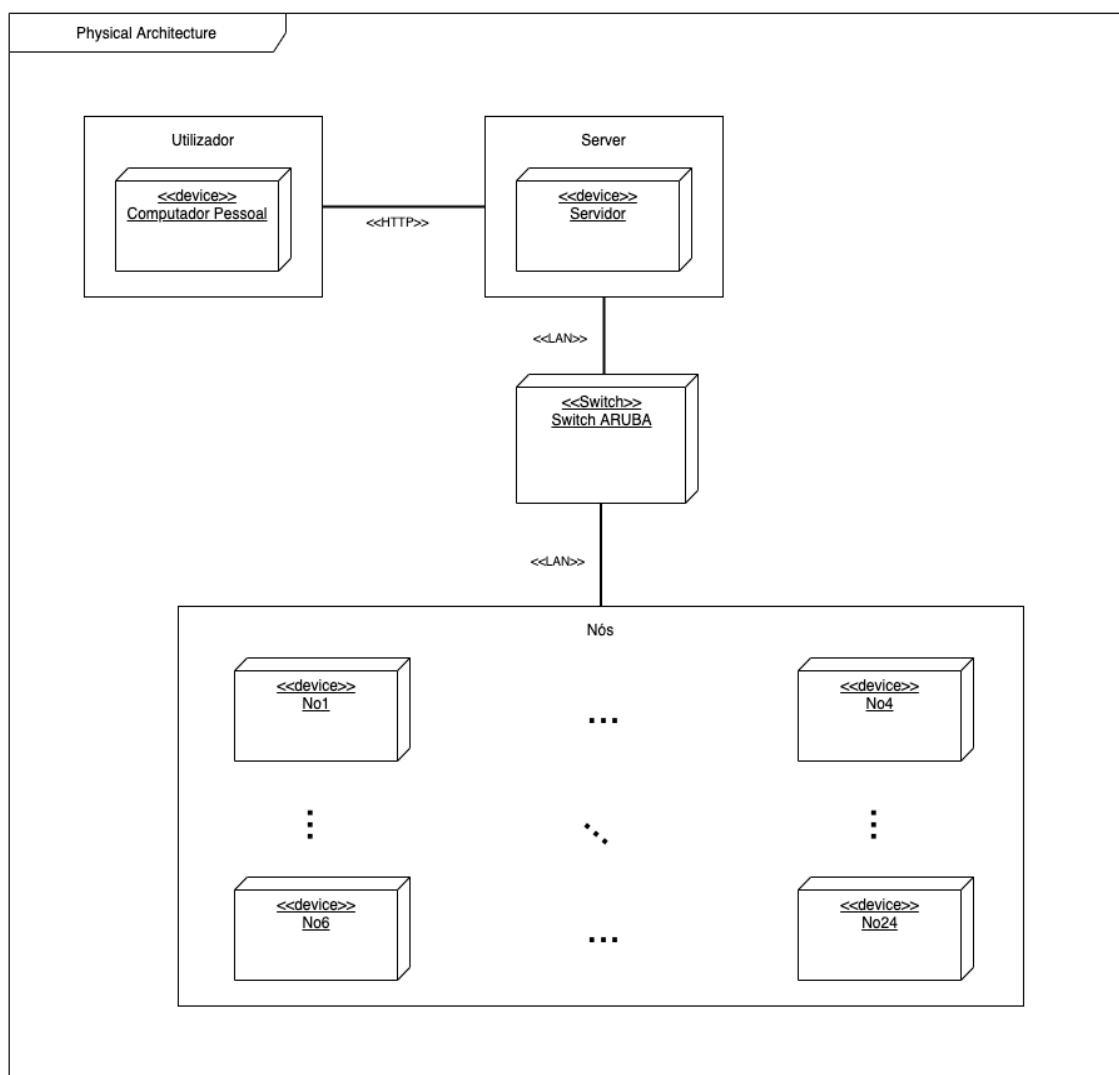 Physical Architecture
Utilizador
Server
<<device>>
Computador Pessoal
<<HTTP>>
<<device>>
Servidor
<<LAN>>
<<Switch>>
Switch ARUBA
<<LAN>>
Nós
<<device>>
No1
...
<<device>>
No4
<<device>>
No6
...
<<device>>
No24